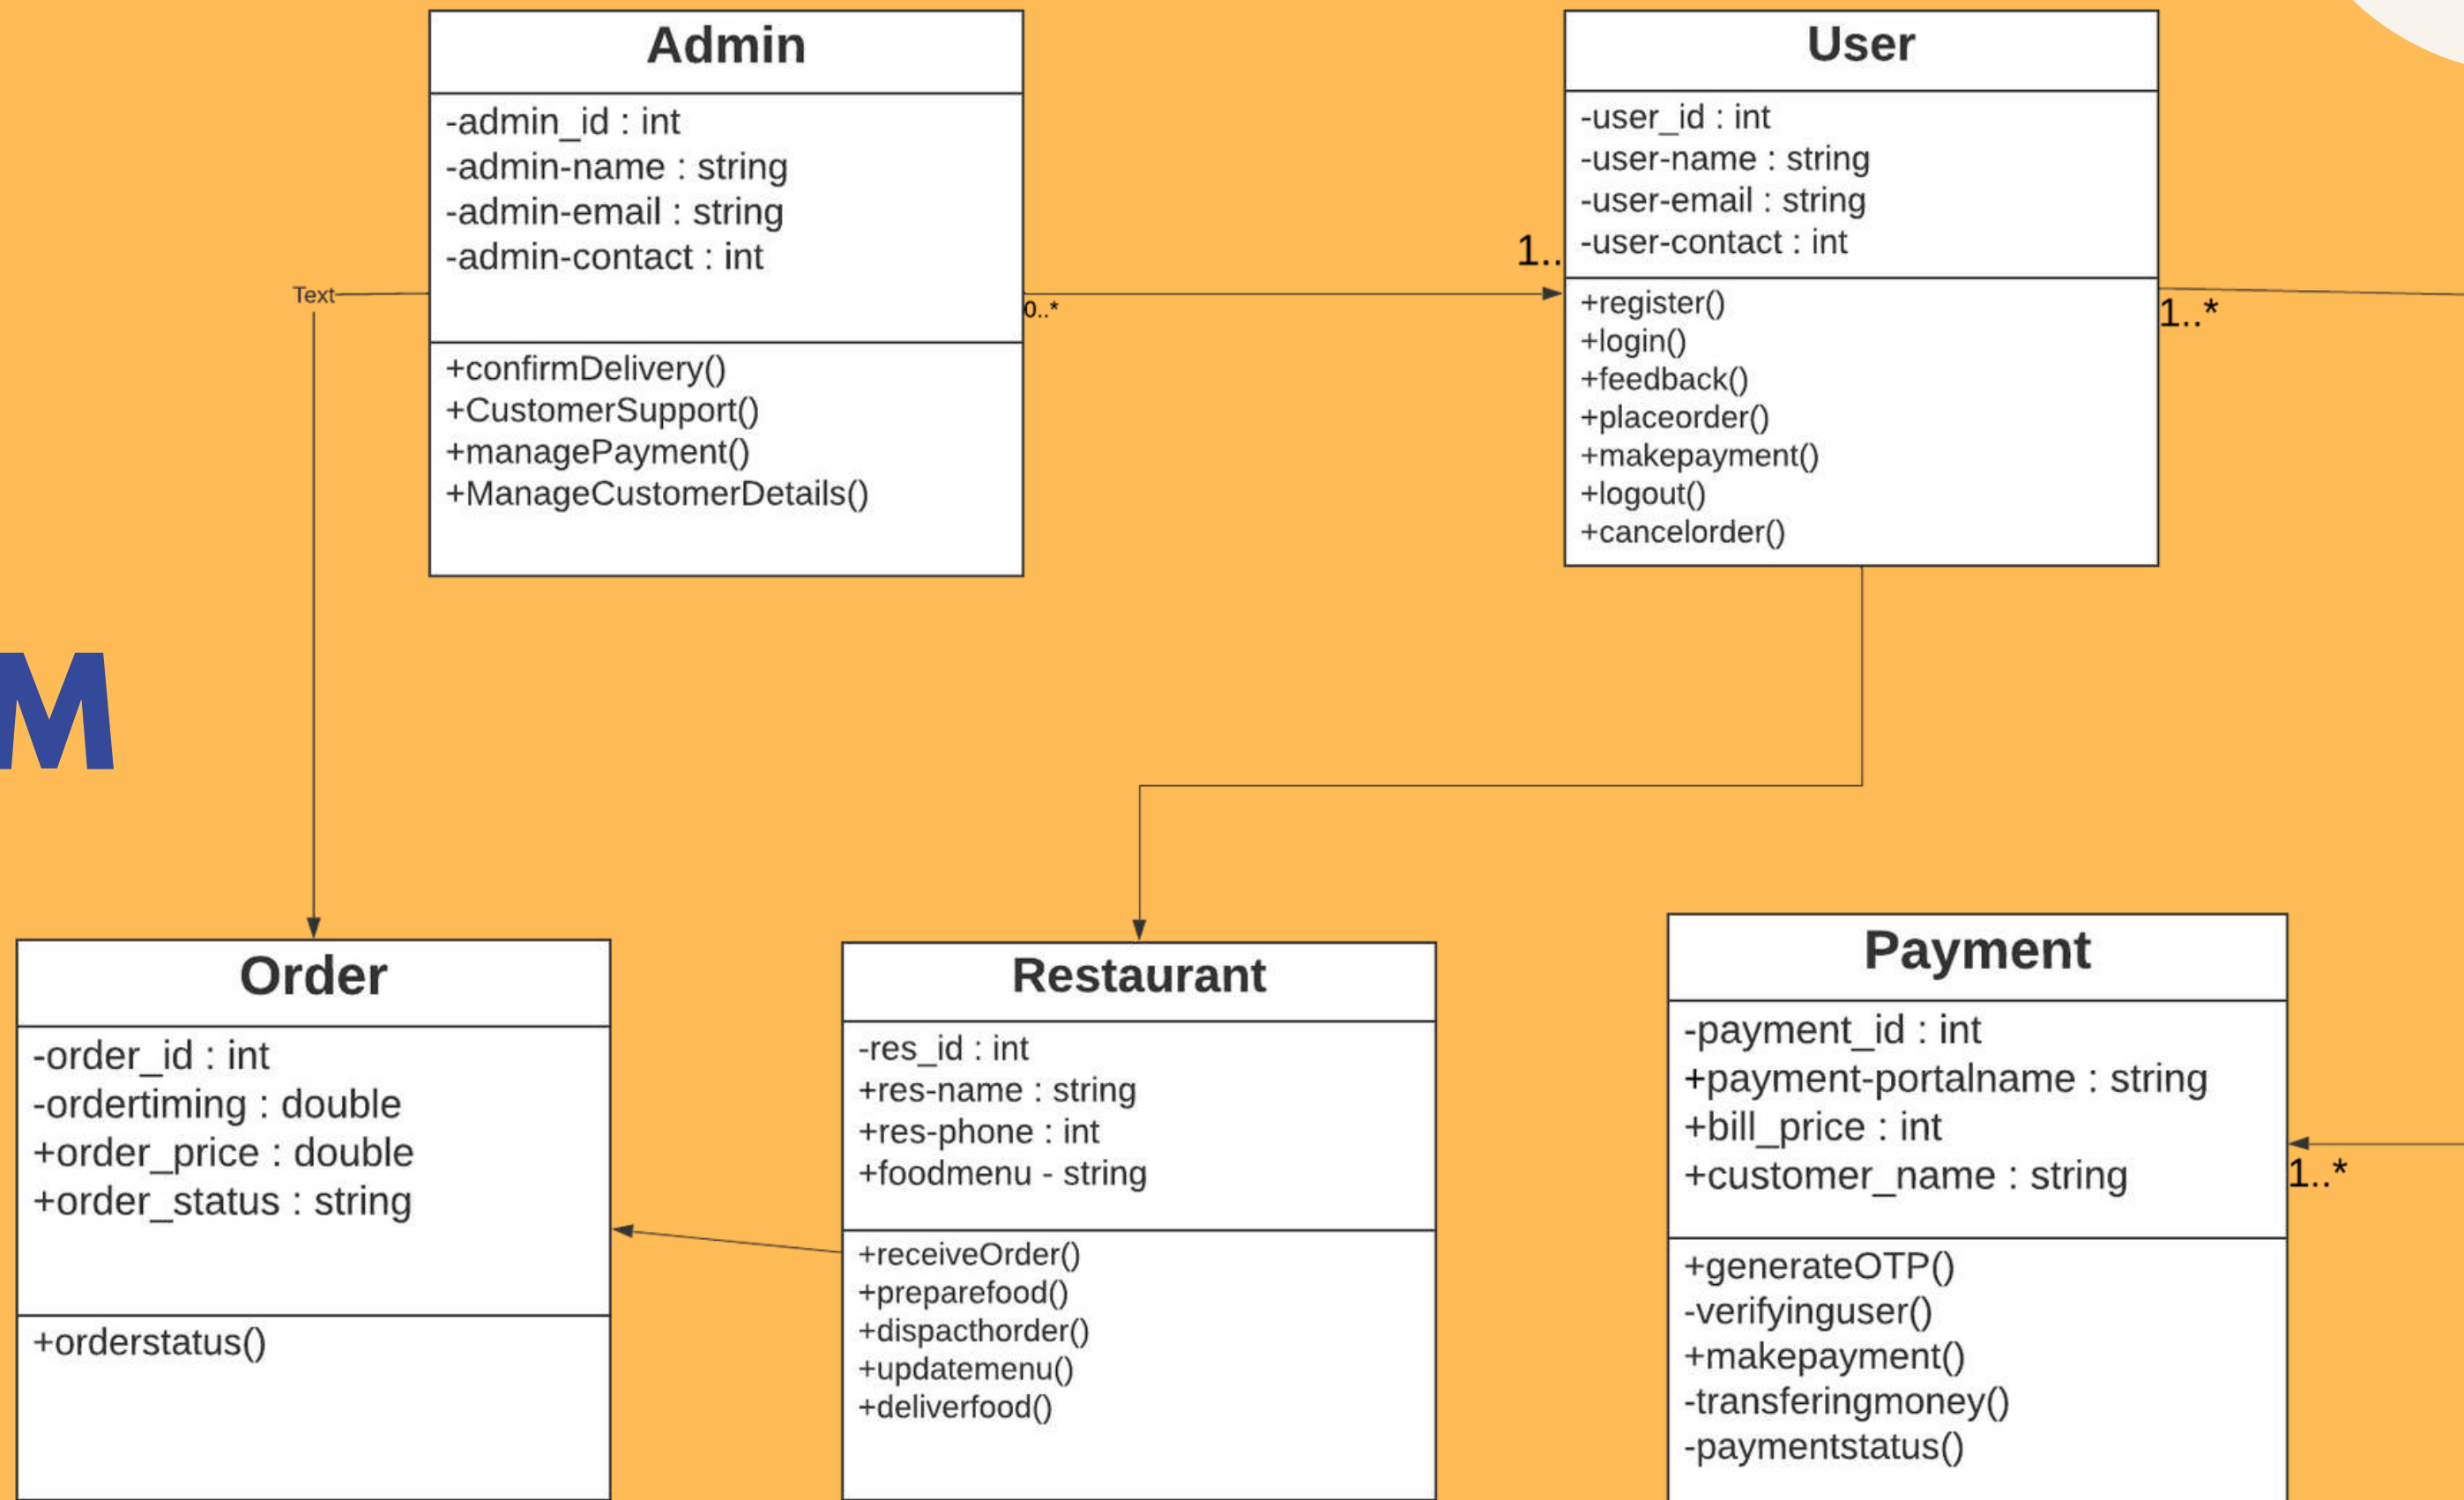 Admin
-admin_id : int
-admin-name : string
-admin-email : string
-admin-contact : int
+confirmDelivery()
+CustomerSupport()
+managePayment()
+ManageCustomerDetails()
Text
0..*
1..
User
-user_id : int
-user-name : string
-user-email : string
-user-contact : int
+register()
+login()
+feedback()
+placeorder()
+makepayment()
+logout()
+cancelorder()
1..*
M
Order
-order_id : int
-ordertiming : double
+order_price : double
+order_status : string
+orderstatus()
Restaurant
-res_id : int
+res-name : string
+res-phone : int
+foodmenu - string
+receiveOrder()
+preparefood()
+dispacthorder()
+updatemenu()
+deliverfood()
Payment
-payment_id : int
+payment-portalname : string
+bill_price : int
+customer_name : string
+generateOTP()
-verifyinguser()
+makepayment()
-transferingmoney()
-paymentstatus()
1..*